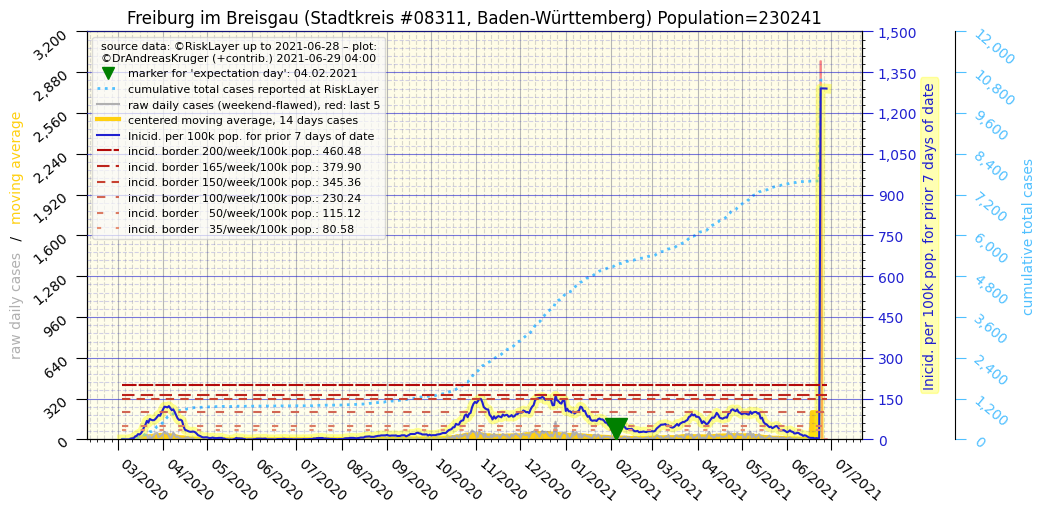 Freiburg im Breisgau (Stadtkreis #08311, Baden-Württemberg) Population=230241
source data: ©RiskLayer up to 2021-06-28 – plot:
©DrAndreasKruger (+contrib.) 2021-06-29 04:00
marker for 'expectation day': 04.02.2021
cumulative total cases reported at RiskLayer
raw daily cases (weekend-flawed), red: last 5
centered moving average, 14 days cases
Inicid. per 100k pop. for prior 7 days of date
incid. border 200/week/100k pop.: 460.48
incid. border 165/week/100k pop.: 379.90
incid. border 150/week/100k pop.: 345.36
incid. border 100/week/100k pop.: 230.24
incid. border 50/week/100k pop.: 115.12
incid. border 35/week/100k pop.: 80.58
raw daily cases / moving average
3,200
2,880
2,560
2,240
1,920
1,600
1,280
960
640
320
0
03/2020
04/2020
05/2020
06/2020
07/2020
08/2020
09/2020
10/2020
11/2020
12/2020
01/2021
02/2021
03/2021
04/2021
05/2021
06/2021
07/2021
1,500
1,350
1,200
1,050
900
750
600
450
300
150
0
Inicid. per 100k pop. for prior 7 days of date
12,000
10,800
9,600
8,400
7,200
6,000
4,800
3,600
2,400
1,200
0
cumulative total cases